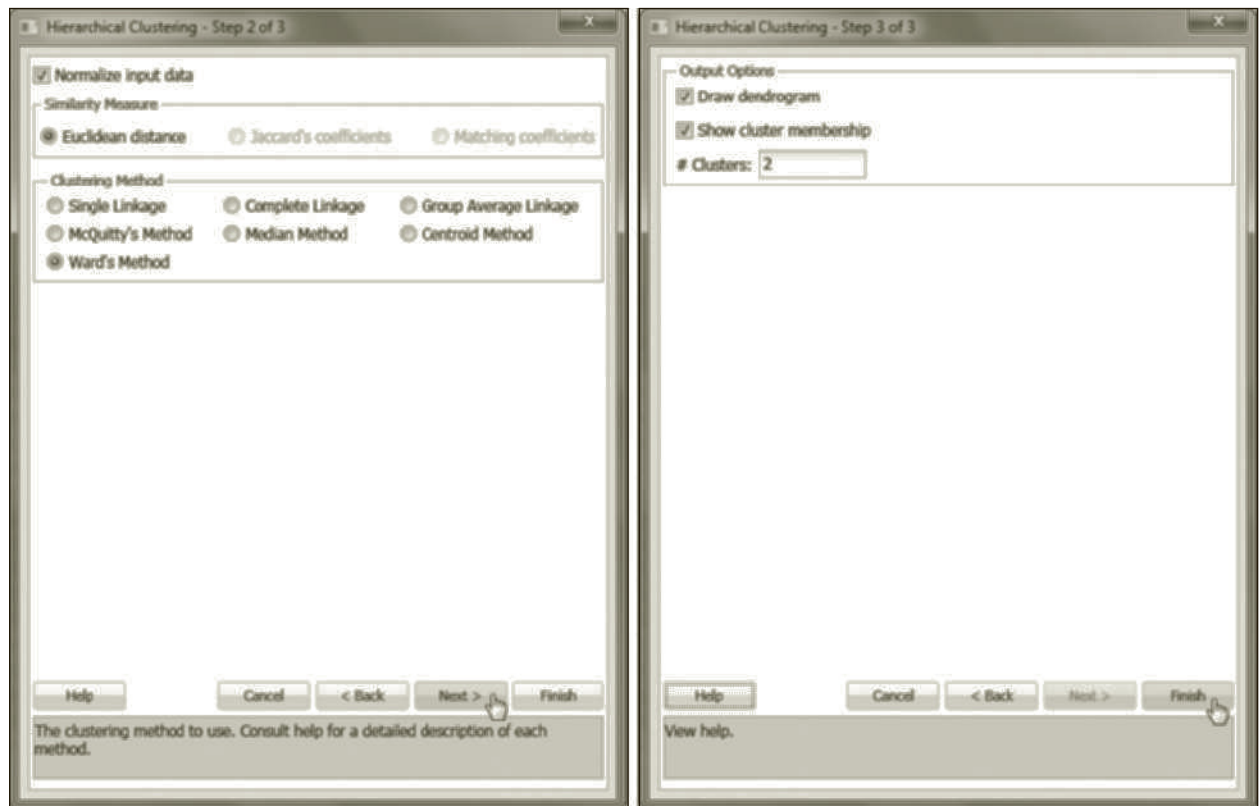 Hierarchical Clustering - Step 2 of 3
Normalize input data
Similarity Measure
Euclidean distance Jaccard's coefficients Matching coefficients
Clustering Method
Single Linkage Complete Linkage Group Average Linkage
McQuitty's Method Median Method Centroid Method
Ward's Method
Help Cancel < Back Next > Finish
The clustering method to use. Consult help for a detailed description of each
method.
Hierarchical Clustering - Step 3 of 3
Output Options
Draw dendrogram
Show cluster membership
# Clusters: 2
Help Cancel < Back Next > Finish
View help.